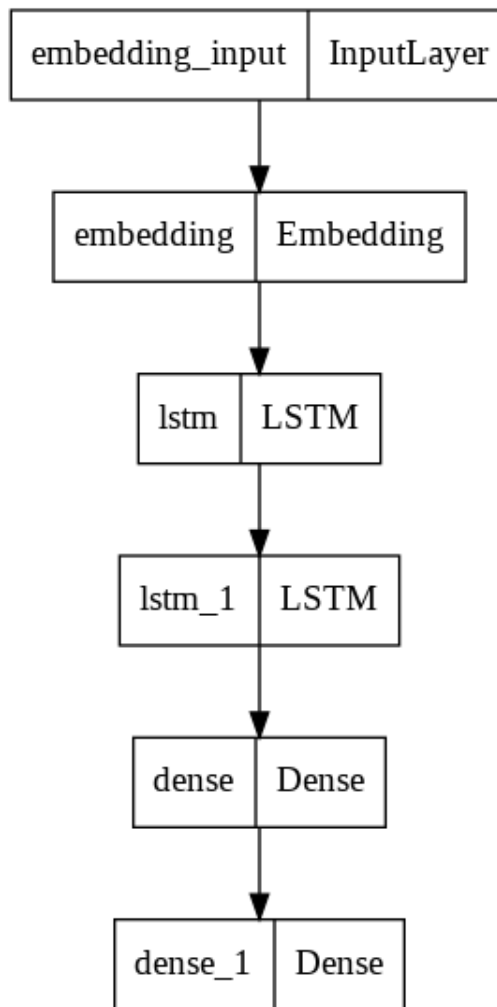 embedding_input InputLayer
embedding Embedding
lstm LSTM
lstm_1 LSTM
dense Dense
dense_1 Dense